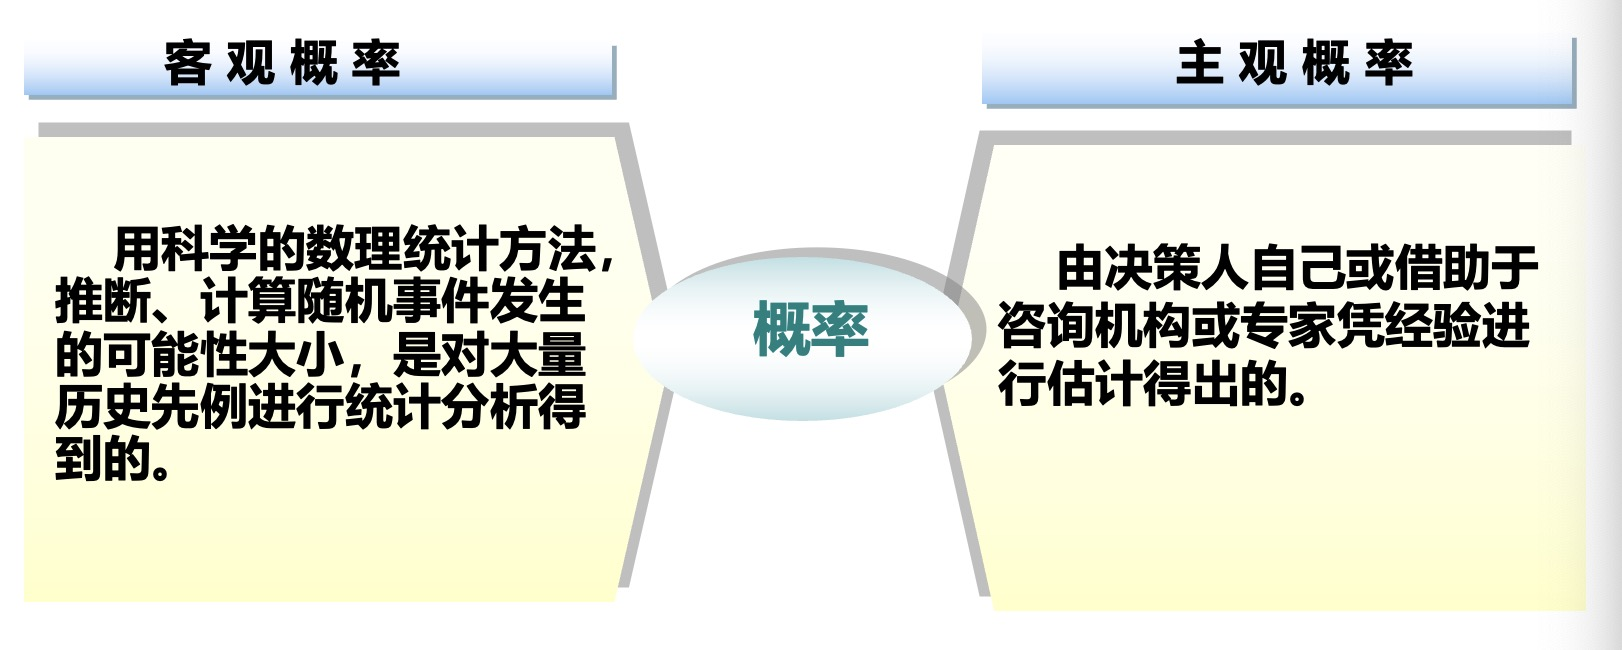 客观概率
用科学的数理统计方法，
推断、计算随机事件发生
的可能性大小，是对大量
历史先例进行统计分析得
到的。
概率
主观概率
由决策人自己或借助于
咨询机构或专家凭经验进
行估计得出的。